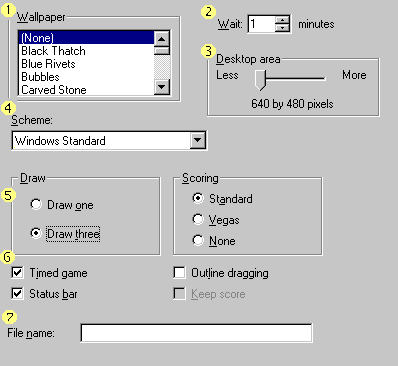 1 Wallpaper
(None)
Black Thatch
Blue Rivets
Bubbles
Carved Stone
2 Wait: 1 minutes
3 Desktop area
Less More
640 by 480 pixels
4 Scheme:
Windows Standard
5 Draw
Draw one
Draw three
Scoring
Standard
Vegas
None
6 Timed game
Status bar
Outline dragging
Keep score
7 File name: